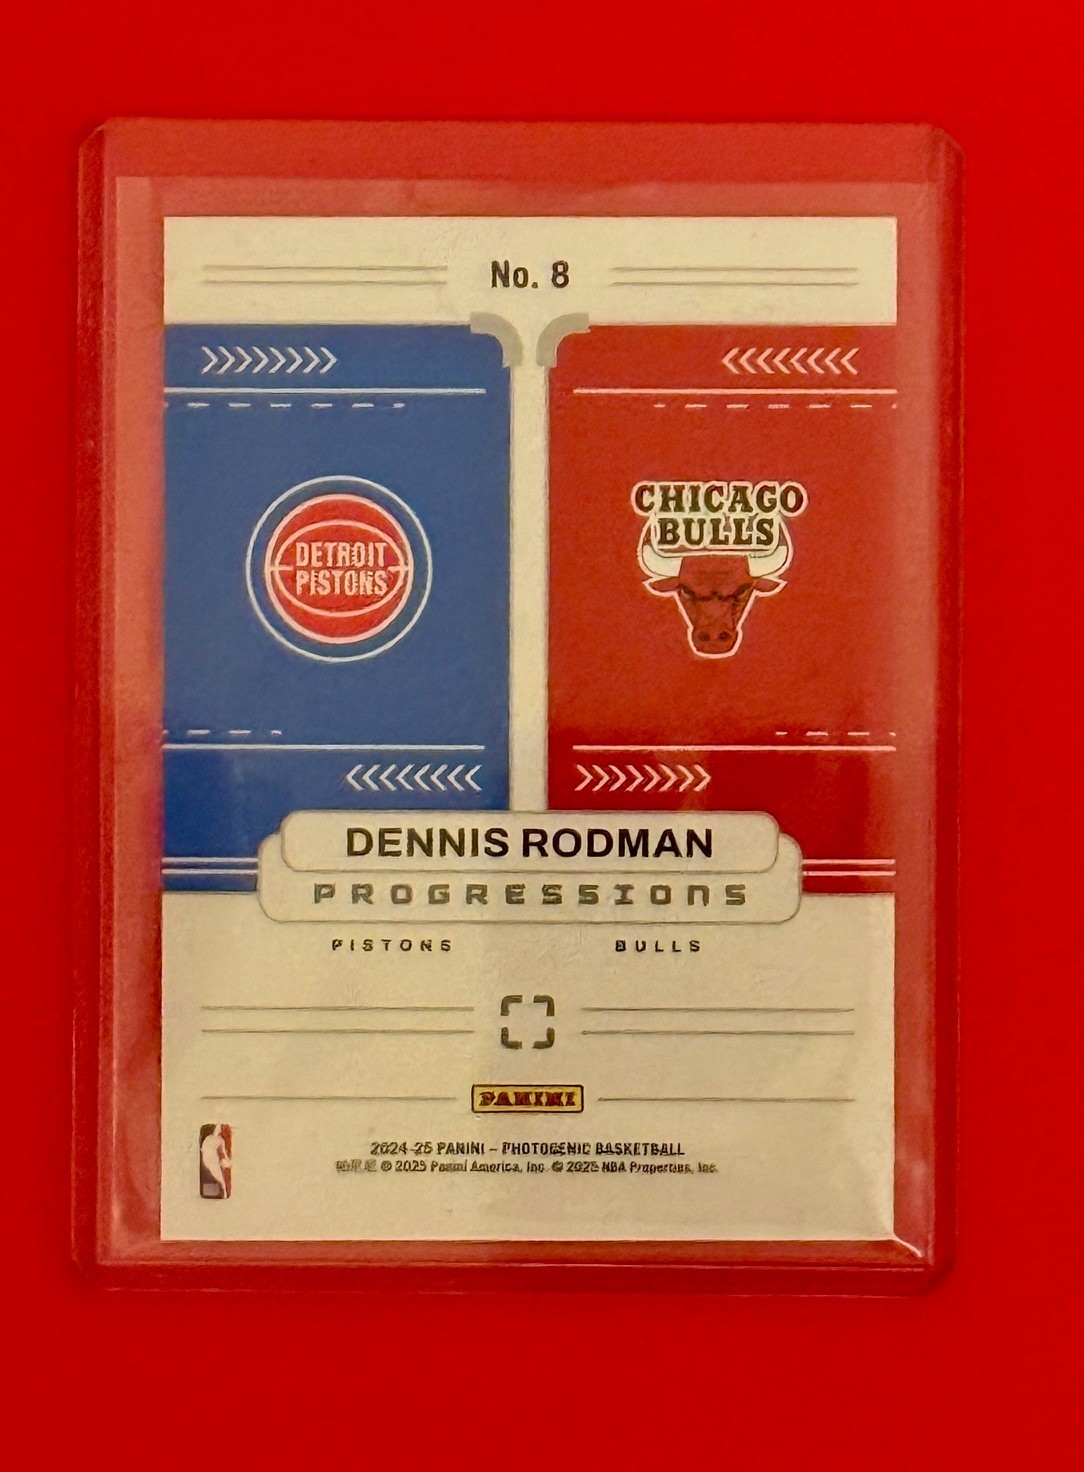 No. 8
DETROIT
PISTONS
CHICAGO
BULLS
DENNIS RODMAN
PROGRESSIONS
PISTONS
BULLS
PANINI
2024-25 PANINI – PHOTOGENIC BASKETBALL
© 2025 Panini America, Inc. © 2025 NBA Properties, Inc.